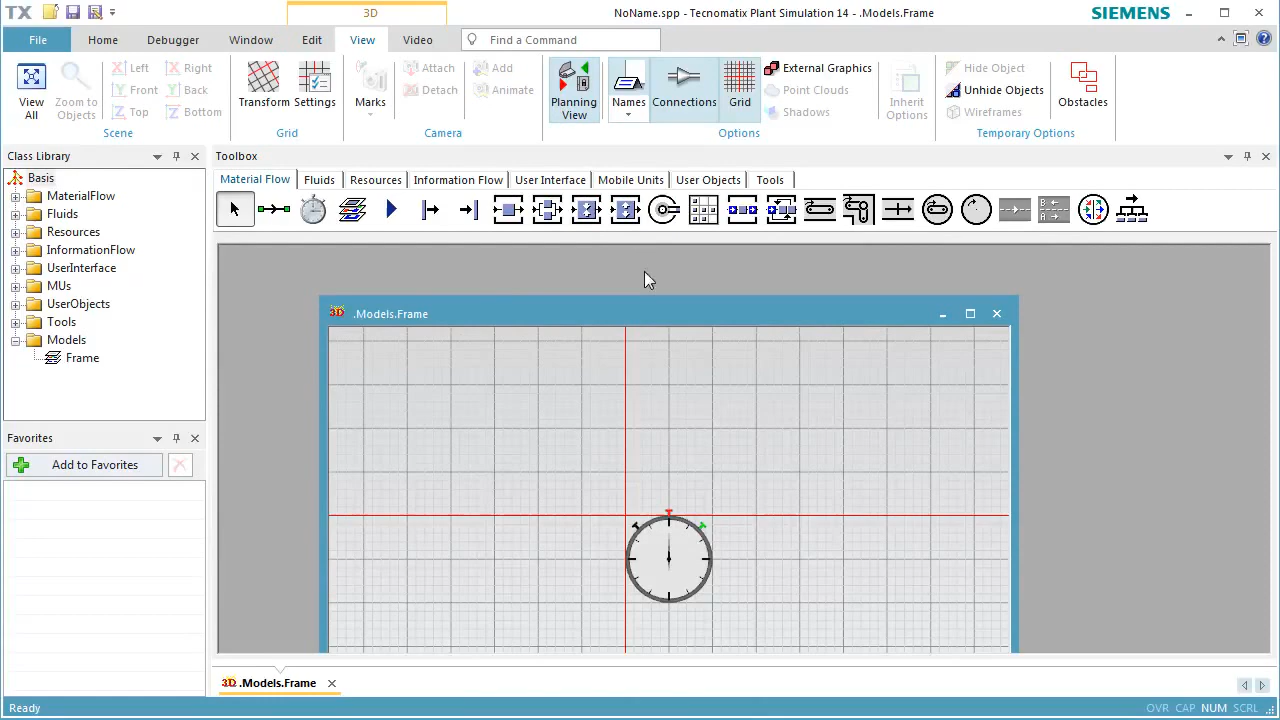 TX
3D
NoName.spp - Tecnomatix Plant Simulation 14 - .Models.Frame
SIEMENS
File
Home
Debugger
Window
Edit
View
Video
Find a Command
View All
Zoom to Objects
Left
Front
Top
Right
Back
Bottom
Scene
Transform
Settings
Grid
Marks
Attach
Detach
Add
Animate
Camera
Planning View
Names
Connections
Grid
External Graphics
Point Clouds
Shadows
Options
Inherit Options
Hide Object
Unhide Objects
Wireframes
Obstacles
Temporary Options
Class Library
Basis
MaterialFlow
Fluids
Resources
InformationFlow
UserInterface
MUs
UserObjects
Tools
Models
Frame
Favorites
Add to Favorites
Toolbox
Material Flow
Fluids
Resources
Information Flow
User Interface
Mobile Units
User Objects
Tools
B
A
3D .Models.Frame
3D .Models.Frame
Ready
OVR CAP NUM SCRL